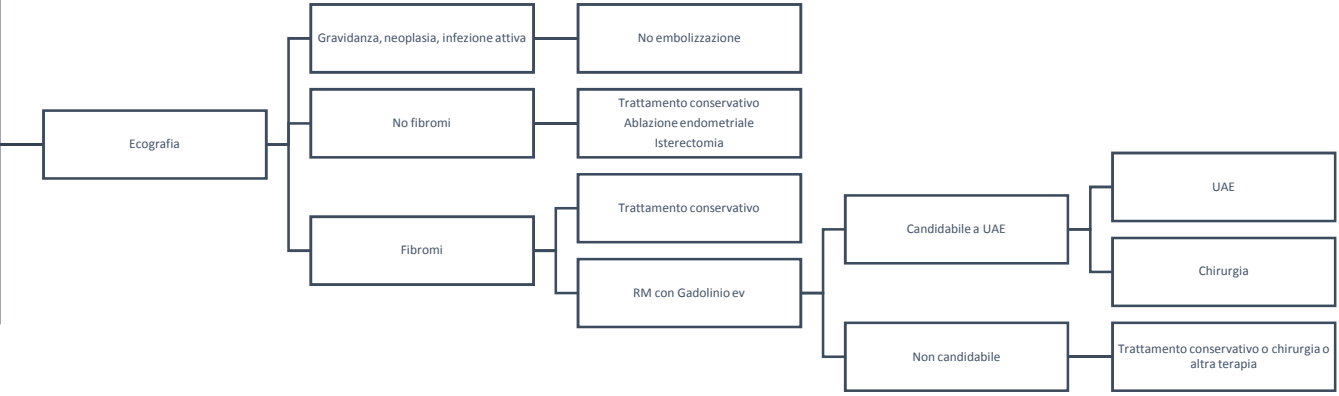 Gravidanza, neoplasia, infezione attiva
No embolizzazione
Ecografia
No fibromi
Trattamento conservativo
Ablazione endometriale
Isterectomia
Fibromi
Trattamento conservativo
RM con Gadolinio ev
Candidabile a UAE
UAE
Chirurgia
Non candidabile
Trattamento conservativo o chirurgia o
altra terapia